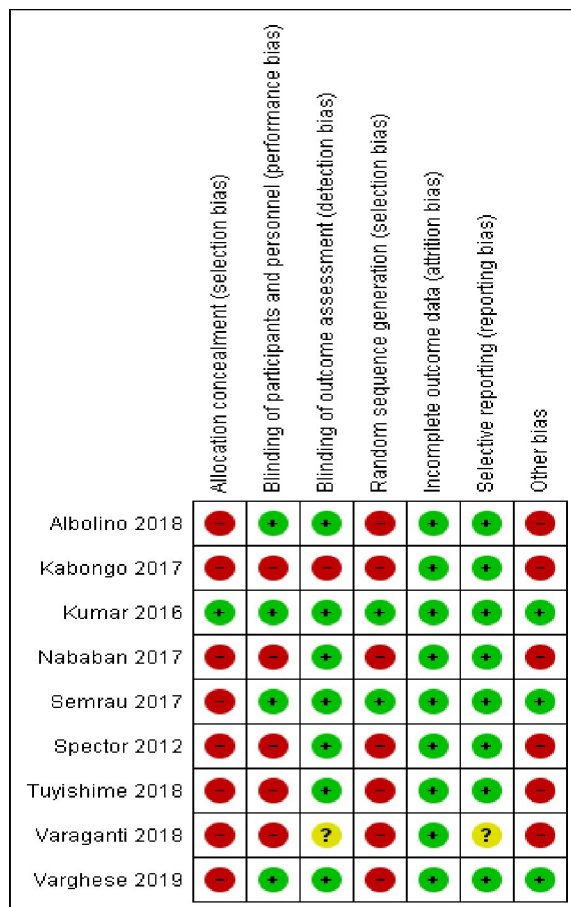 Allocation concealment (selection bias)
Blinding of participants and personnel (performance bias)
Blinding of outcome assessment (detection bias)
Random sequence generation (selection bias)
Incomplete outcome data (attrition bias)
Selective reporting (reporting bias)
Other bias
Albolino 2018 - + + - + + -
Kabongo 2017 - - - - + + -
Kumar 2016 + + + + + + +
Nababan 2017 - - + - + + -
Semrau 2017 - + + + + + +
Spector 2012 - - + - + + -
Tuyishime 2018 - - + - + + -
Varaganti 2018 - - ? - + ? -
Varghese 2019 - + + - + + +